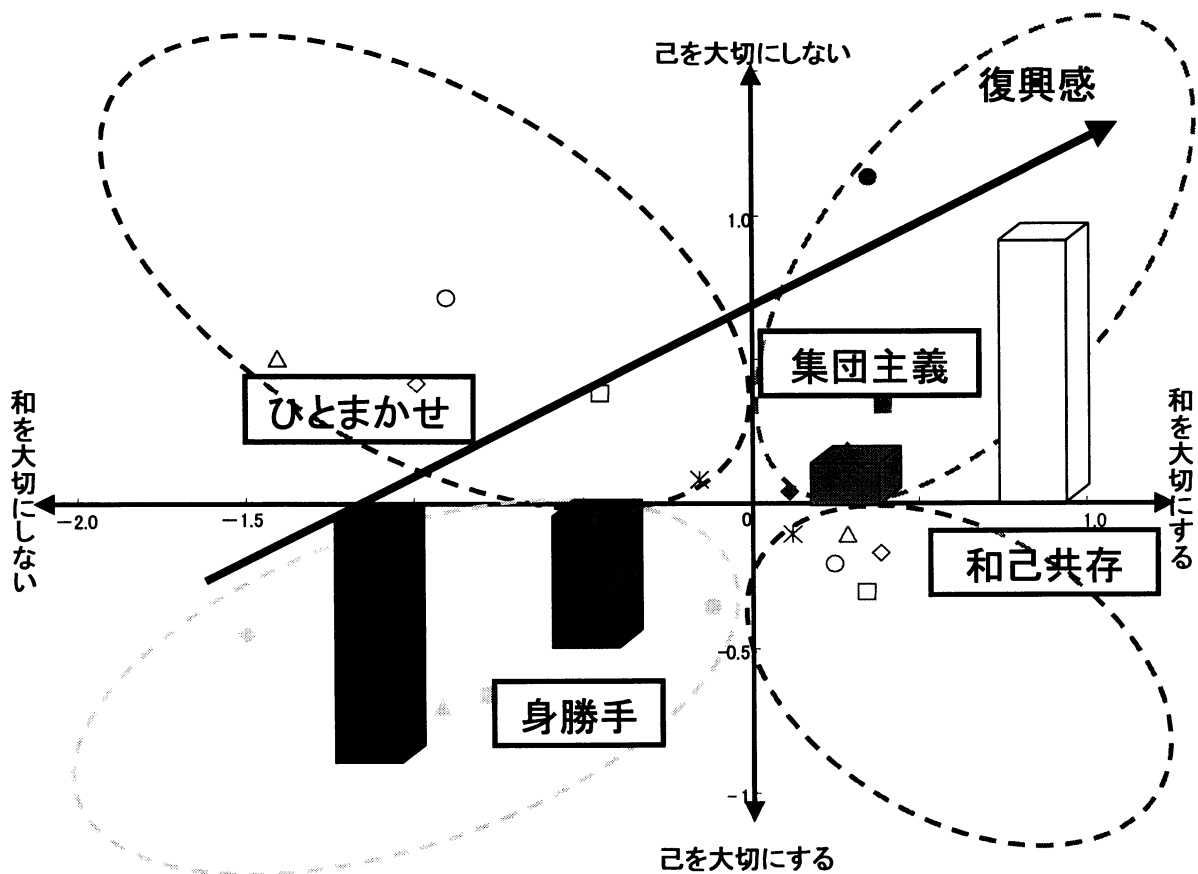 己を大切にしない
復興感
1.0
集団主義
ひとまかせ
和を大切にしない
和を大切にする
-2.0
-1.5
0
1.0
和己共存
-0.5
身勝手
-1
己を大切にする